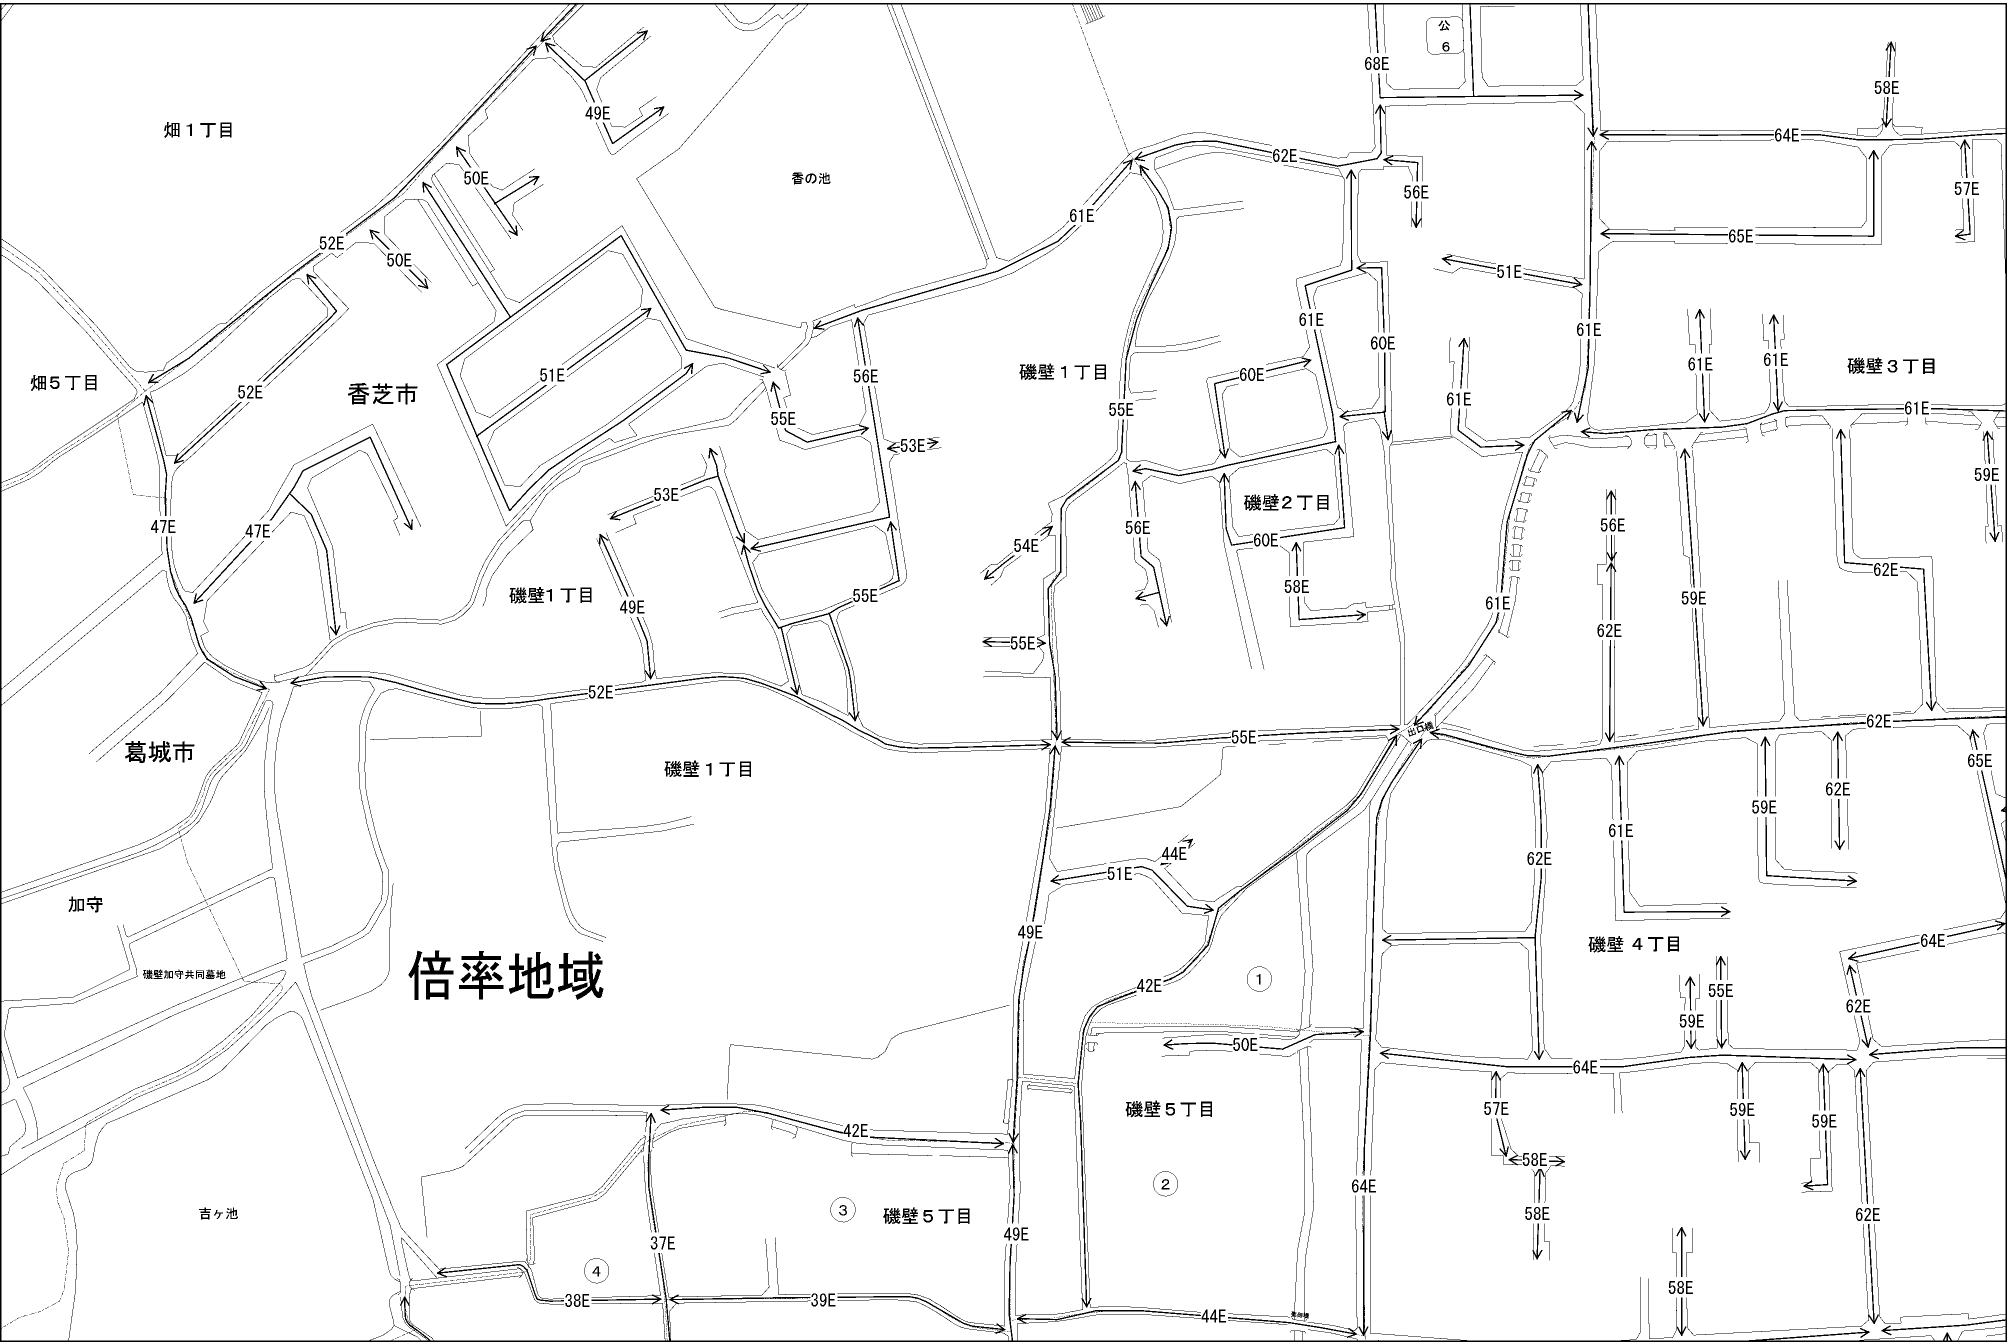 公
6
68E
58E
畑１丁目
49E
64E
62E
50E
香の池
56E
57E
61E
52E
65E
50E
51E
61E
61E
60E
61E
61E
磯壁１丁目
磯壁３丁目
畑５丁目
香芝市
51E
56E
60E
52E
61E
61E
55E
55E
53E
59E
53E
磯壁２丁目
47E
47E
56E
56E
60E
54E
62E
58E
磯壁１丁目
49E
55E
61E
59E
62E
55E
52E
62E
出口橋
55E
葛城市
65E
磯壁１丁目
62E
59E
61E
44E
62E
51E
加守
49E
64E
磯壁 ４丁目
磯壁加守共同墓地
倍率地域
①
42E
55E
62E
59E
50E
64E
57E
磯壁５丁目
59E
59E
42E
58E
②
64E
吉ヶ池
③
磯壁５丁目
58E
62E
49E
37E
④
58E
38E
39E
44E